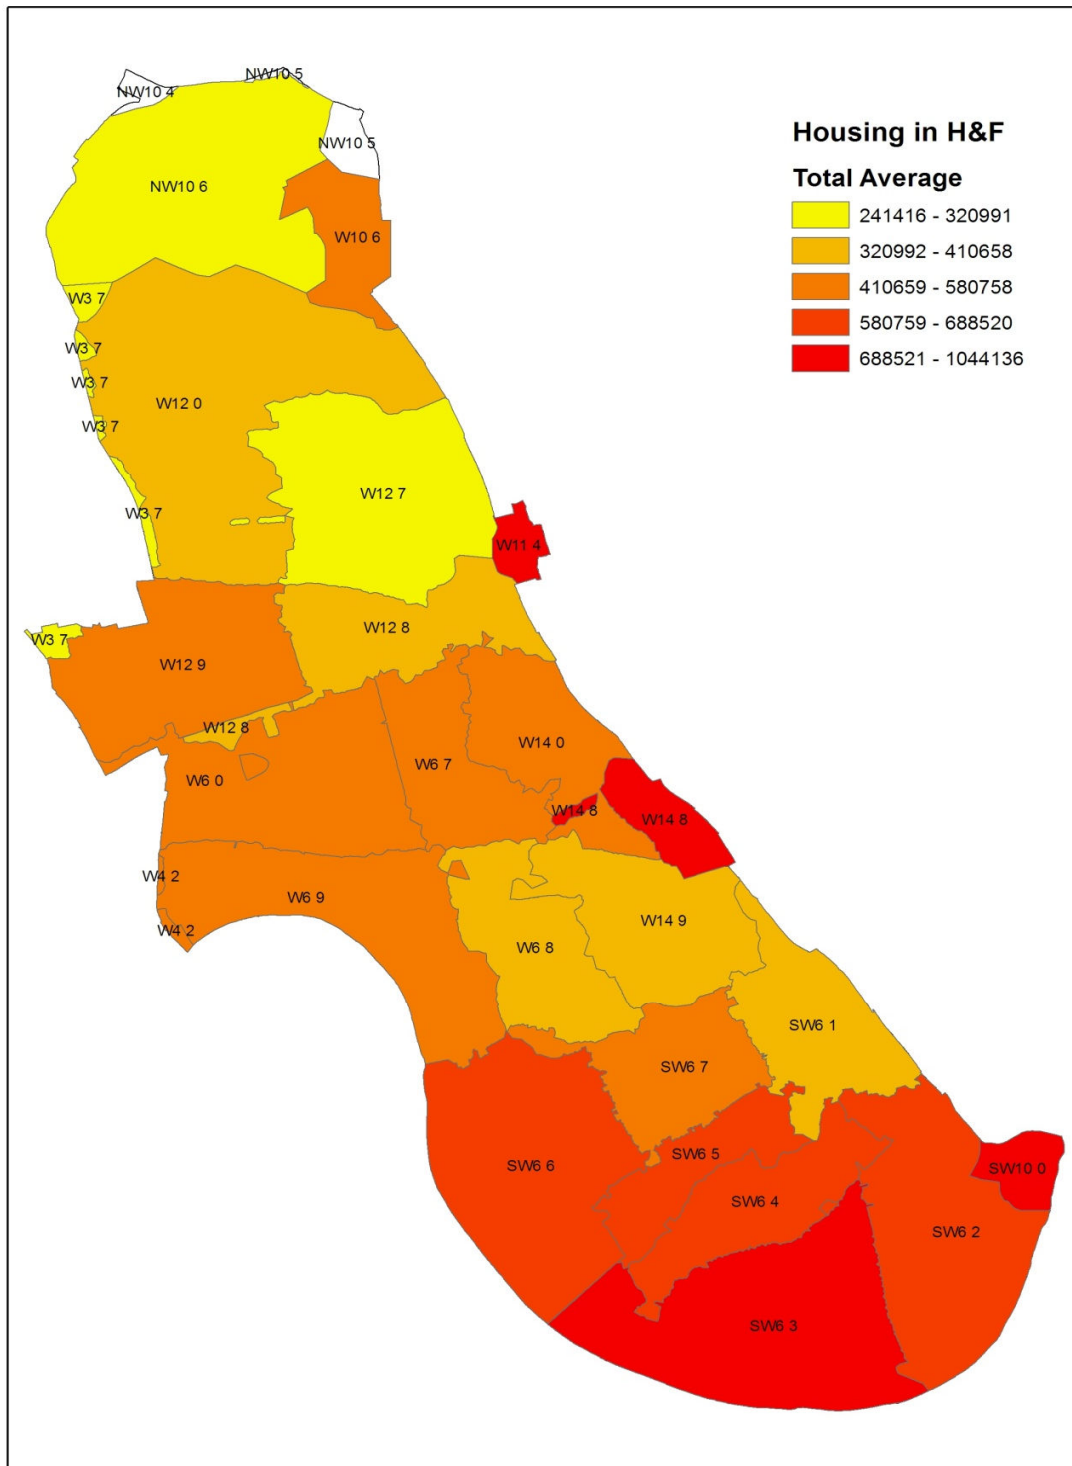 NW10 5
NW10 4
NW10 5
NW10 6
W10 6
W3 7
W3 7
W3 7
W12 0
W3 7
W12 7
W3 7
W11 4
W12 8
W3 7
W12 9
W12 8
W14 0
W6 7
W6 0
W14 8
W14 8
W4 2
W6 9
W14 9
W4 2
W6 8
SW6 1
SW6 7
SW6 5
SW6 6
SW10 0
SW6 4
SW6 2
SW6 3
Housing in H&F
Total Average
241416 - 320991
320992 - 410658
410659 - 580758
580759 - 688520
688521 - 1044136